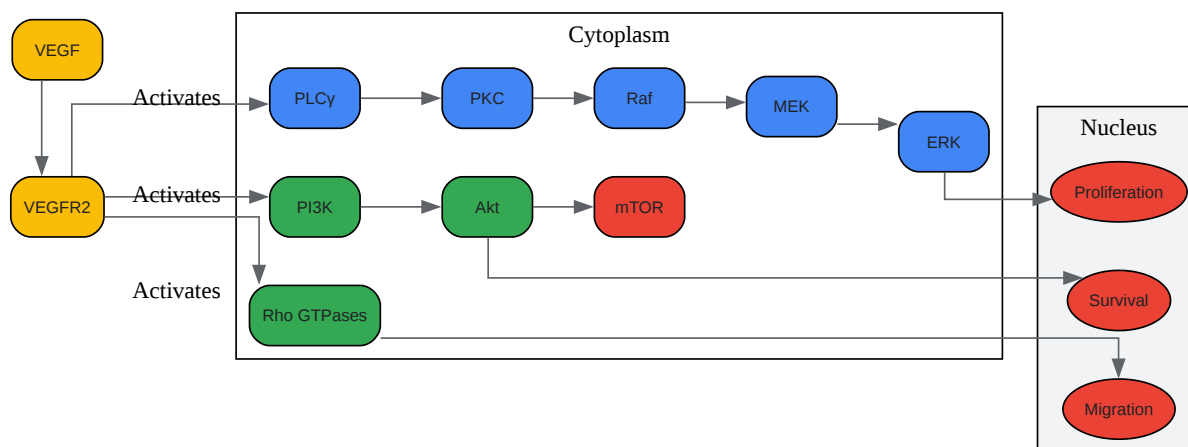 Cytoplasm
VEGF
Activates
PLCγ
PKC
Raf
MEK
ERK
Nucleus
VEGFR2
Activates
PI3K
Akt
mTOR
Proliferation
Activates
Rho GTPases
Survival
Migration